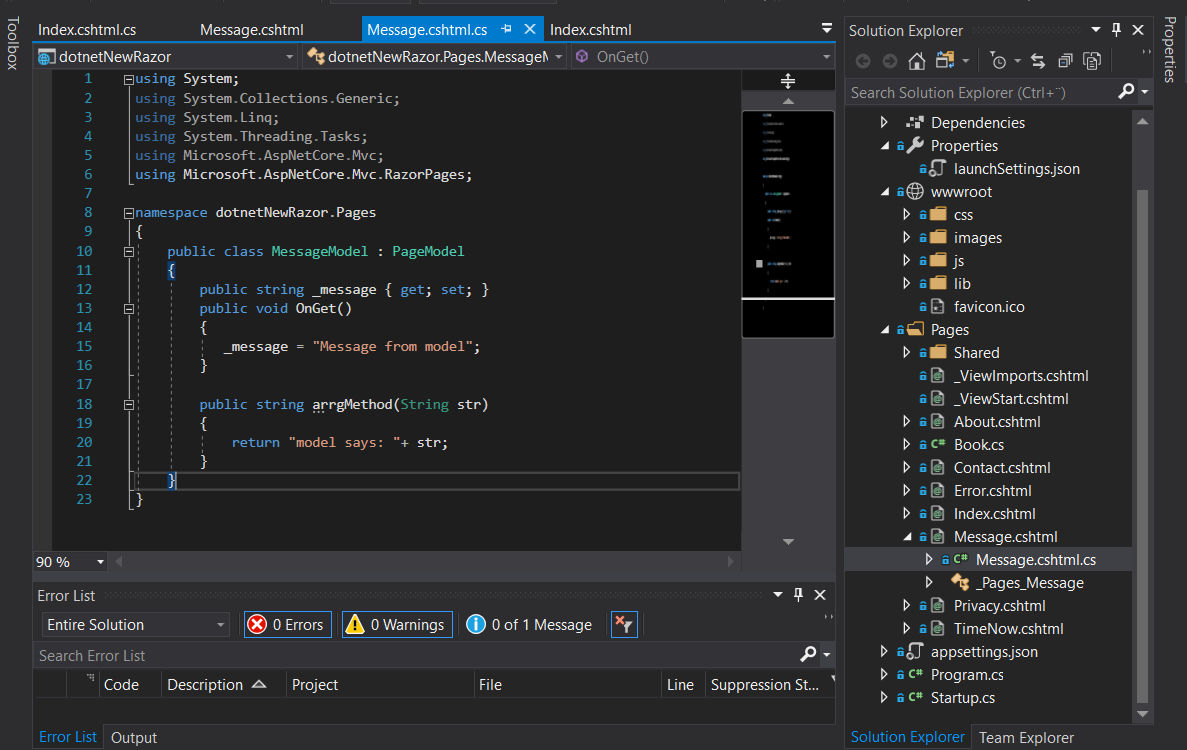 Toolbox
Index.cshtml.cs
Message.cshtml
Message.cshtml.cs
Index.cshtml
dotnetNewRazor
dotnetNewRazor.Pages.MessageM
OnGet()
1 using System;
2 using System.Collections.Generic;
3 using System.Linq;
4 using System.Threading.Tasks;
5 using Microsoft.AspNetCore.Mvc;
6 using Microsoft.AspNetCore.Mvc.RazorPages;
7
8 namespace dotnetNewRazor.Pages
9 {
10 public class MessageModel : PageModel
11 {
12 public string _message { get; set; }
13 public void OnGet()
14 {
15 _message = "Message from model";
16 }
17
18 public string arrgMethod(String str)
19 {
20 return "model says: "+ str;
21 }
22 }
23 }
90 %
Error List
Entire Solution
0 Errors
0 Warnings
0 of 1 Message
Search Error List
Code
Description
Project
File
Line
Suppression St...
Error List
Output
Solution Explorer
Search Solution Explorer (Ctrl+¨)
Dependencies
Properties
launchSettings.json
wwwroot
css
images
js
lib
favicon.ico
Pages
Shared
_ViewImports.cshtml
_ViewStart.cshtml
About.cshtml
C# Book.cs
Contact.cshtml
Error.cshtml
Index.cshtml
Message.cshtml
C# Message.cshtml.cs
_Pages_Message
Privacy.cshtml
TimeNow.cshtml
appsettings.json
C# Program.cs
C# Startup.cs
Solution Explorer
Team Explorer
Properties